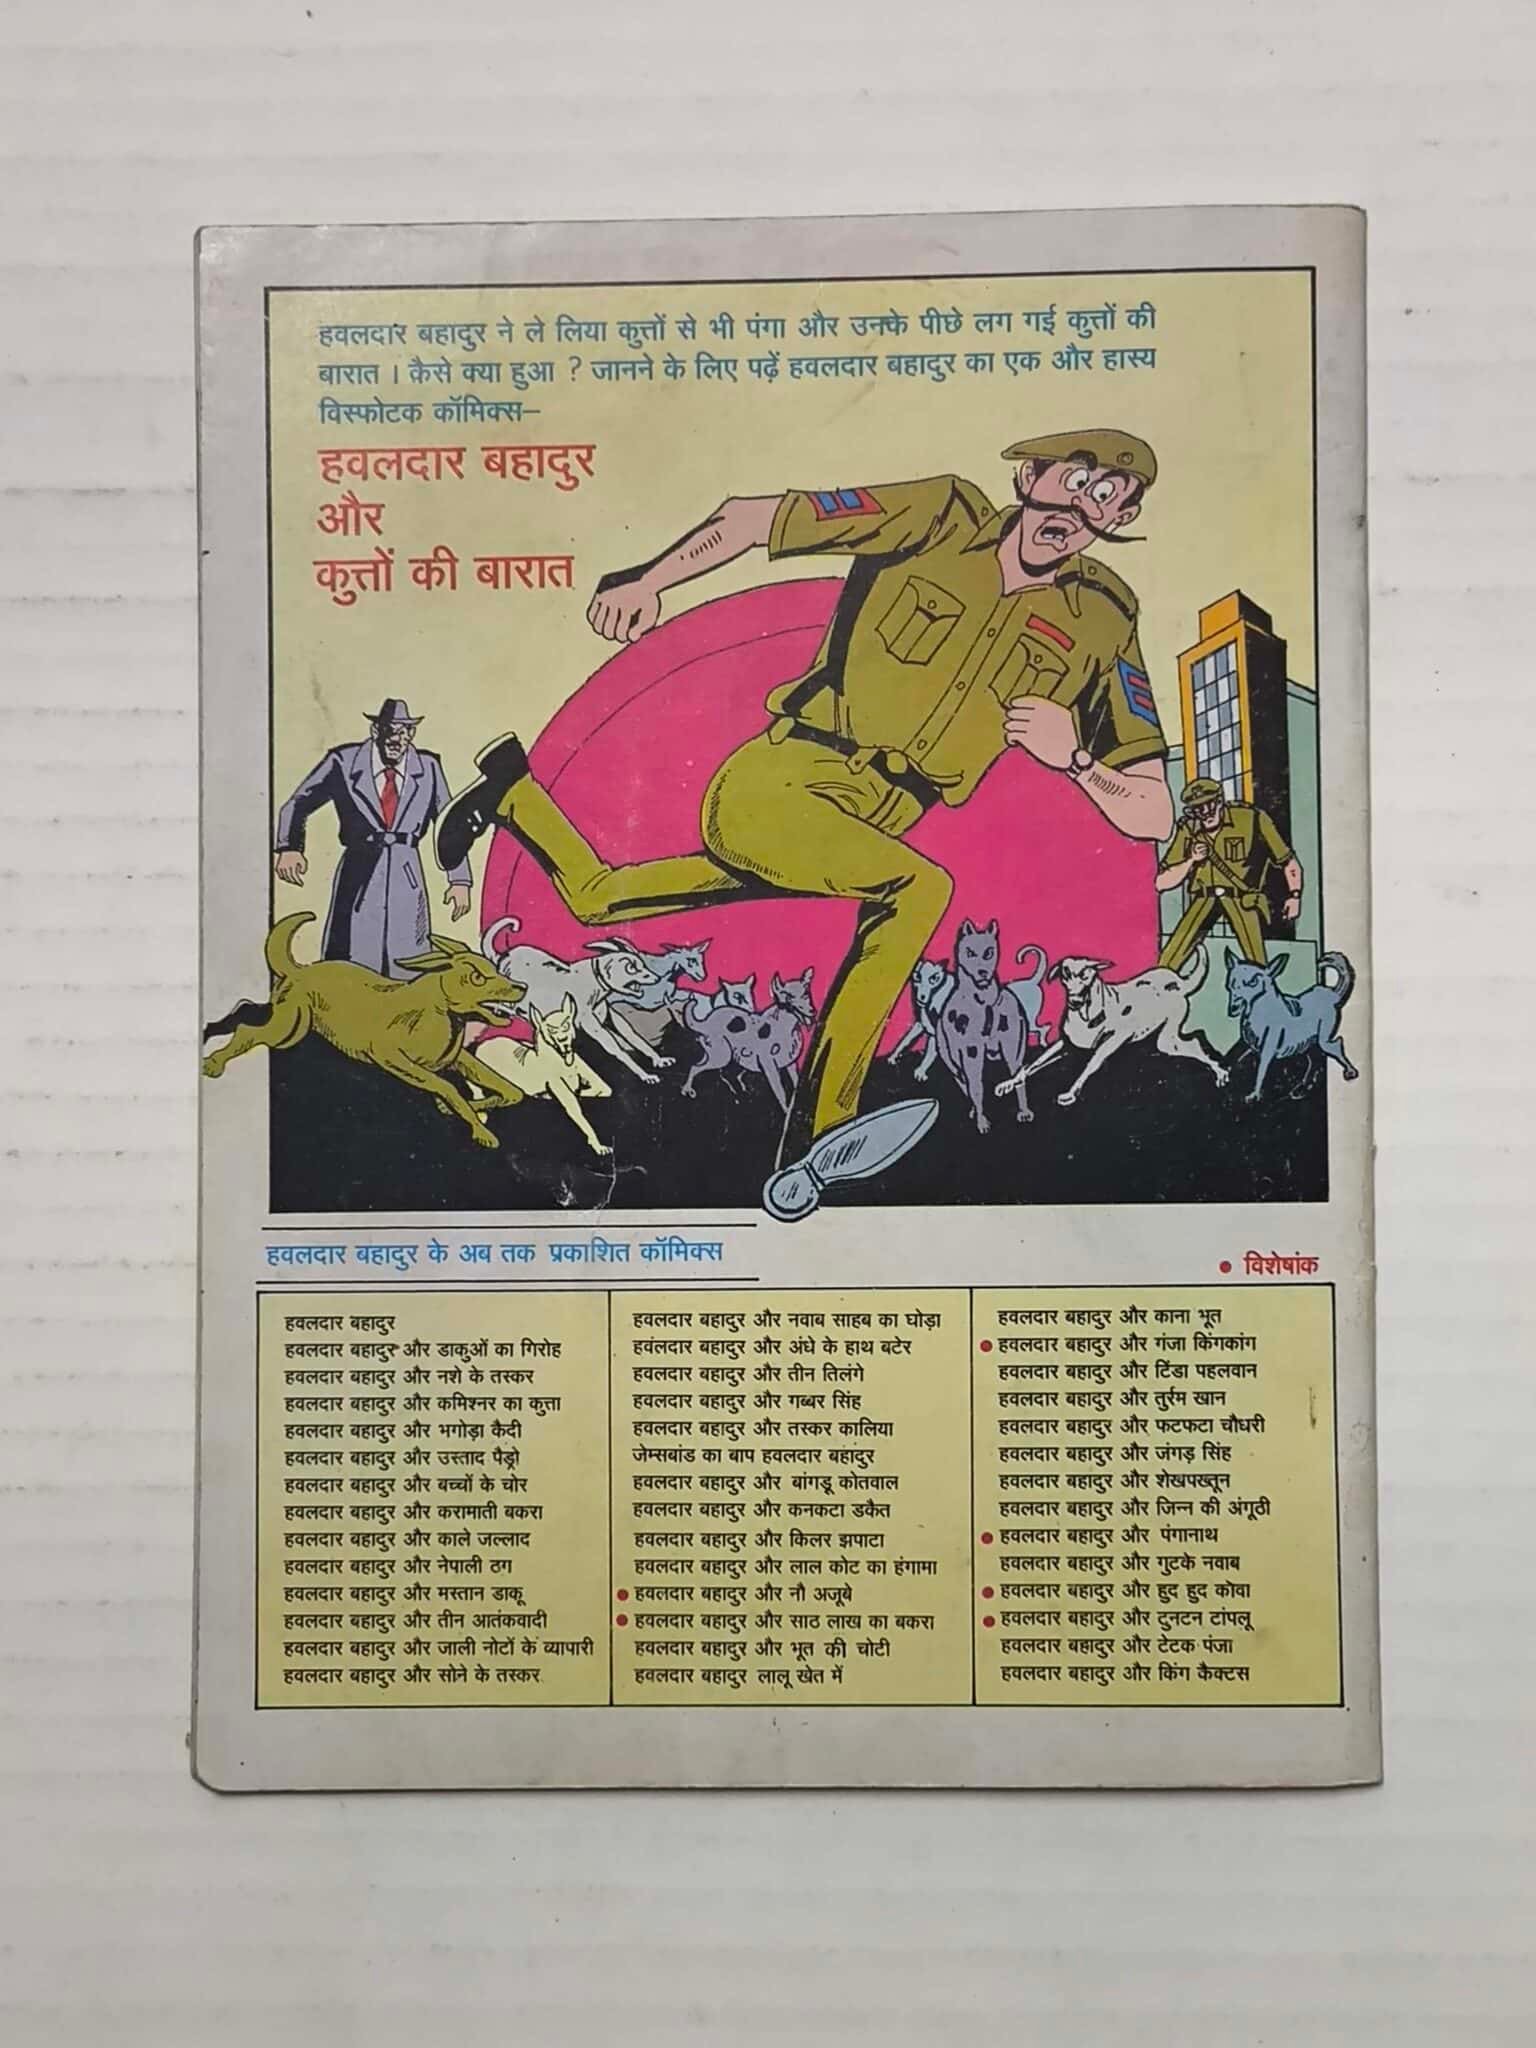 हवलदार बहादुर ने ले लिया कुत्तों से भी पंगा और उनके पीछे लग गई कुत्तों की
बारात । कैसे क्या हुआ ? जानने के लिए पढ़ें हवलदार बहादुर का एक और हास्य
विस्फोटक कॉमिक्स–
हवलदार बहादुर
और
कुत्तों की बारात
हवलदार बहादुर के अब तक प्रकाशित कॉमिक्स
● विशेषांक
हवलदार बहादुर
हवलदार बहादुर और डाकुओं का गिरोह
हवलदार बहादुर और नशे के तस्कर
हवलदार बहादुर और कमिश्नर का कुत्ता
हवलदार बहादुर और भगोड़ा कैदी
हवलदार बहादुर और उस्ताद पैड्रो
हवलदार बहादुर और बच्चों के चोर
हवलदार बहादुर और करामाती बकरा
हवलदार बहादुर और काले जल्लाद
हवलदार बहादुर और नेपाली ठग
हवलदार बहादुर और मस्तान डाकू
हवलदार बहादुर और तीन आतंकवादी
हवलदार बहादुर और जाली नोटों के व्यापारी
हवलदार बहादुर और सोने के तस्कर
हवलदार बहादुर और नवाब साहब का घोड़ा
हवलदार बहादुर और अंधे के हाथ बटेर
हवलदार बहादुर और तीन तिलंगे
हवलदार बहादुर और गब्बर सिंह
हवलदार बहादुर और तस्कर कालिया
जेम्सबांड का बाप हवलदार बहादुर
हवलदार बहादुर और बांगडू कोतवाल
हवलदार बहादुर और कनकटा डकैत
हवलदार बहादुर और किलर झपाटा
हवलदार बहादुर और लाल कोट का हंगामा
● हवलदार बहादुर और नौ अजूबे
● हवलदार बहादुर और साठ लाख का बकरा
हवलदार बहादुर और भूत की चोटी
हवलदार बहादुर लालू खेत में
हवलदार बहादुर और काना भूत
● हवलदार बहादुर और गंजा किंगकांग
हवलदार बहादुर और टिंडा पहलवान
हवलदार बहादुर और तुर्रम खान
हवलदार बहादुर और फटफटा चौधरी
हवलदार बहादुर और जंगड़ सिंह
हवलदार बहादुर और शेखपख्तून
हवलदार बहादुर और जिन्न की अंगूठी
● हवलदार बहादुर और पंगानाथ
हवलदार बहादुर और गुटके नवाब
● हवलदार बहादुर और हुद हुद कोवा
● हवलदार बहादुर और टुनटन टांपलू
हवलदार बहादुर और टेटक पंजा
हवलदार बहादुर और किंग कैक्टस